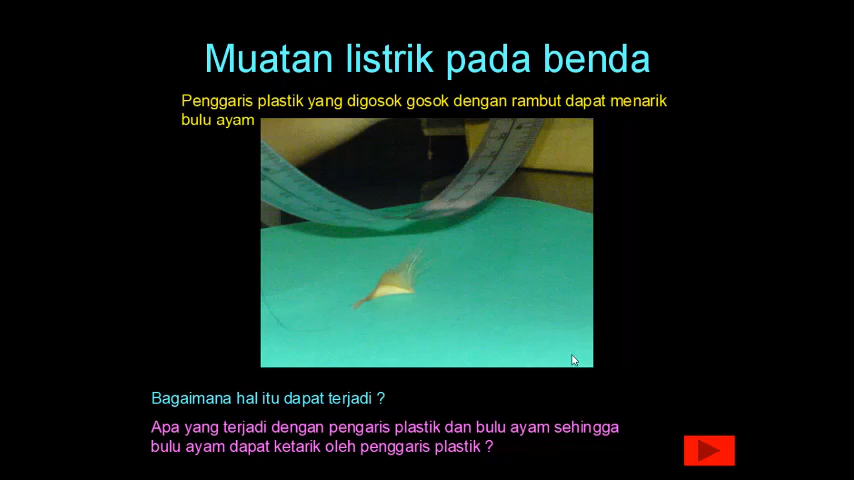 Muatan listrik pada benda
Penggaris plastik yang digosok gosok dengan rambut dapat menarik
bulu ayam
Bagaimana hal itu dapat terjadi ?
Apa yang terjadi dengan pengaris plastik dan bulu ayam sehingga
bulu ayam dapat ketarik oleh penggaris plastik ?